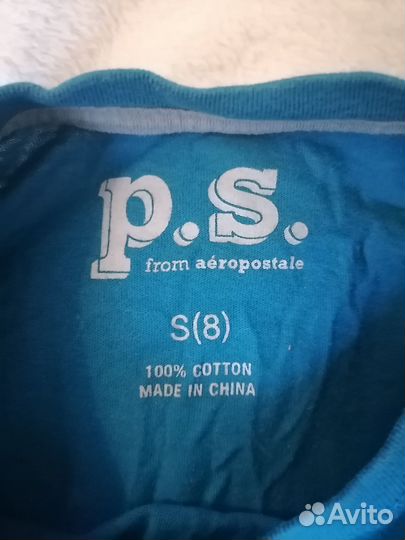 p.s.
from aéropostale
S(8)
100% COTTON
MADE IN CHINA
Avito